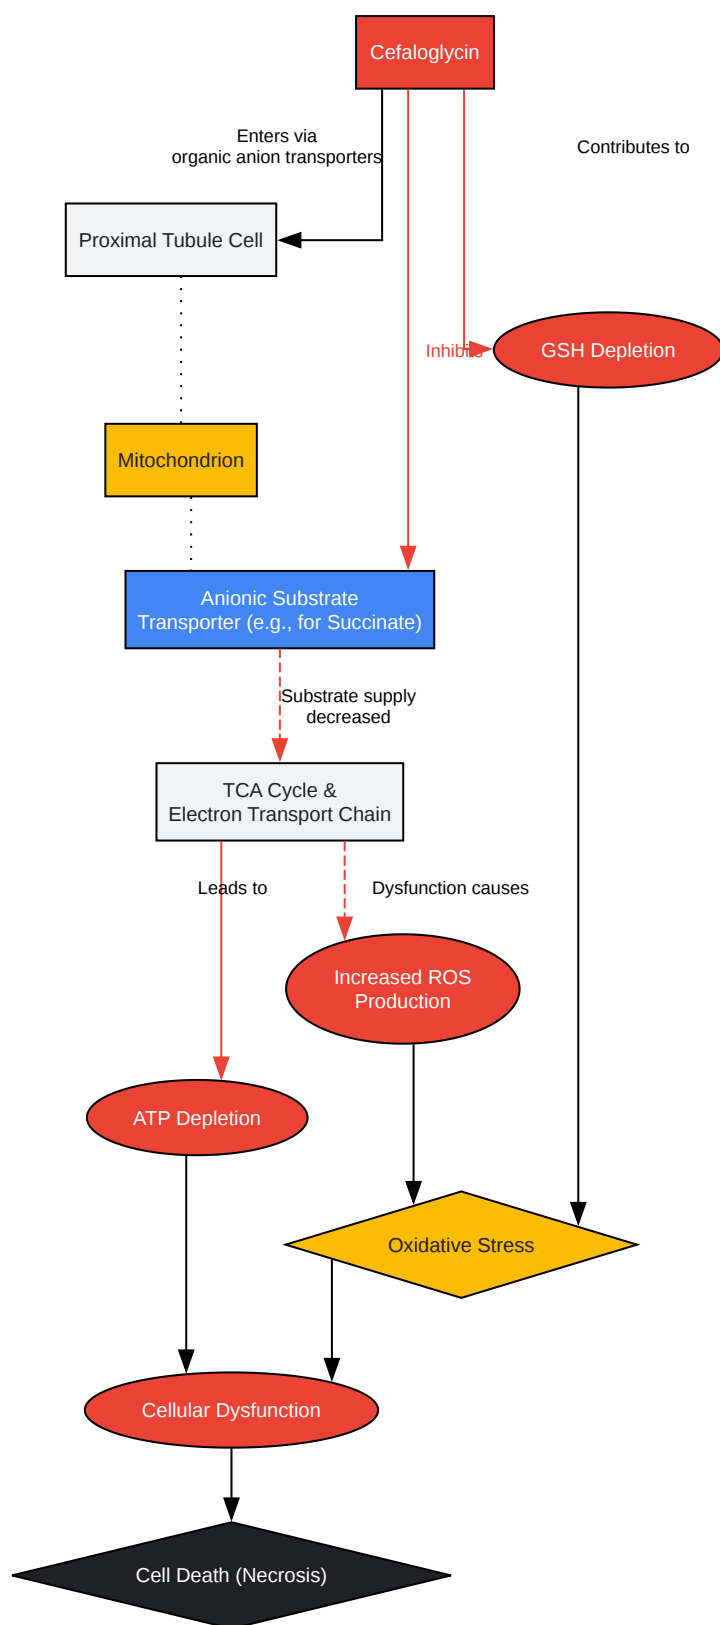 Cefaloglycin
Enters via
organic anion transporters
Contributes to
Proximal Tubule Cell
Inhibits
GSH Depletion
Mitochondrion
Anionic Substrate
Transporter (e.g., for Succinate)
Substrate supply
decreased
TCA Cycle &
Electron Transport Chain
Leads to
Dysfunction causes
Increased ROS
Production
ATP Depletion
Oxidative Stress
Cellular Dysfunction
Cell Death (Necrosis)